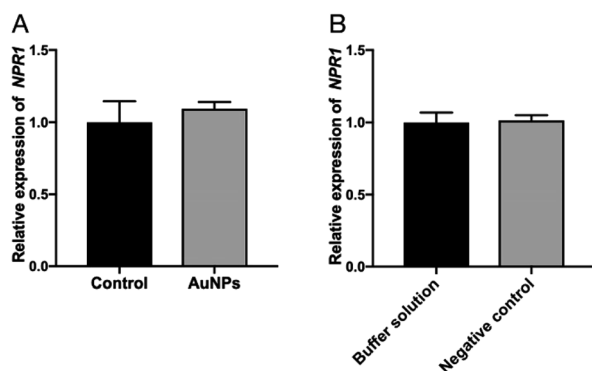 A
Relative expression of NPR1
1.5
1.0
0.5
0.0
Control
AuNPs
B
Relative expression of NPR1
1.5
1.0
0.5
0.0
Buffer solution
Negative control